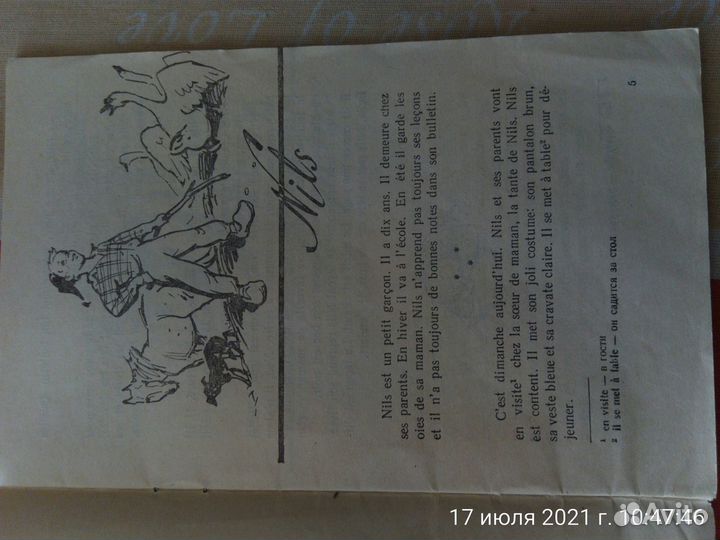 Nils
Nils est un petit garçon. Il a dix ans. Il demeure chez
ses parents. En hiver il va à l'école. En été il garde les
oies de sa maman. Nils n'apprend pas toujours ses leçons
et il n'a pas toujours de bonnes notes dans son bulletin.
* * *
C'est dimanche aujourd'hui. Nils et ses parents vont
en visite¹ chez la sœur de maman, la tante de Nils. Nils
est content. Il met son joli costume: son pantalon brun,
sa veste bleue et sa cravate claire. Il se met à table² pour dé-
jeuner.
¹ en visite — в гости
² il se met à table — он садится за стол
5
17 июля 2021 г. 10:47:46
Avito